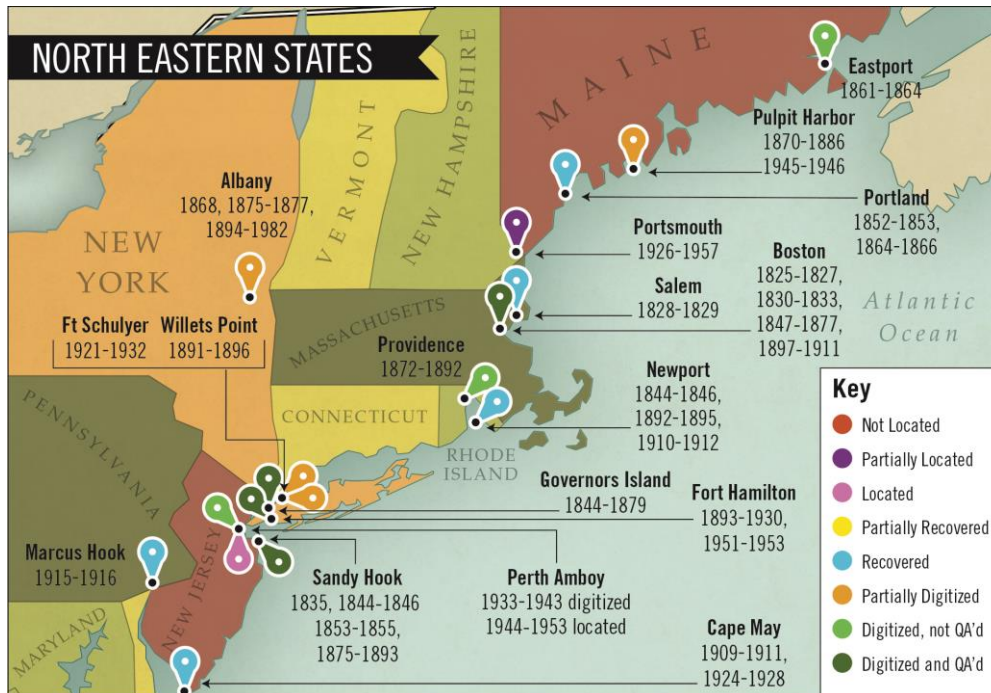 NORTH EASTERN STATES
MAINE
NEW HAMPSHIRE
VERMONT
NEW
YORK
MASSACHUSETTS
CONNECTICUT
RHODE
ISLAND
PENNSYLVANIA
NEW JERSEY
MARYLAND
Atlantic
Ocean
Eastport
1861-1864
Pulpit Harbor
1870-1886
1945-1946
Portland
1852-1853,
1864-1866
Albany
1868, 1875-1877,
1894-1982
Portsmouth
1926-1957
Boston
1825-1827,
1830-1833,
1847-1877,
1897-1911
Salem
1828-1829
Ft Schulyer
1921-1932
Willets Point
1891-1896
Providence
1872-1892
Newport
1844-1846,
1892-1895,
1910-1912
Governors Island
1844-1879
Fort Hamilton
1893-1930,
1951-1953
Marcus Hook
1915-1916
Sandy Hook
1835, 1844-1846
1853-1855,
1875-1893
Perth Amboy
1933-1943 digitized
1944-1953 located
Cape May
1909-1911,
1924-1928
Key
Not Located
Partially Located
Located
Partially Recovered
Recovered
Partially Digitized
Digitized, not QA'd
Digitized and QA'd